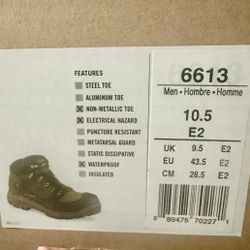 FEATURES
STEEL TOE
ALUMINUM TOE
NON-METALLIC TOE
ELECTRICAL HAZARD
PUNCTURE RESISTANT
METATARSAL GUARD
STATIC DISSIPATIVE
WATERPROOF
INSULATED
6613
Men • Hombre • Homme
10.5
E2
UK 9.5 E2
EU 43.5 E2
CM 28.5 E2
8 89475 70227 1